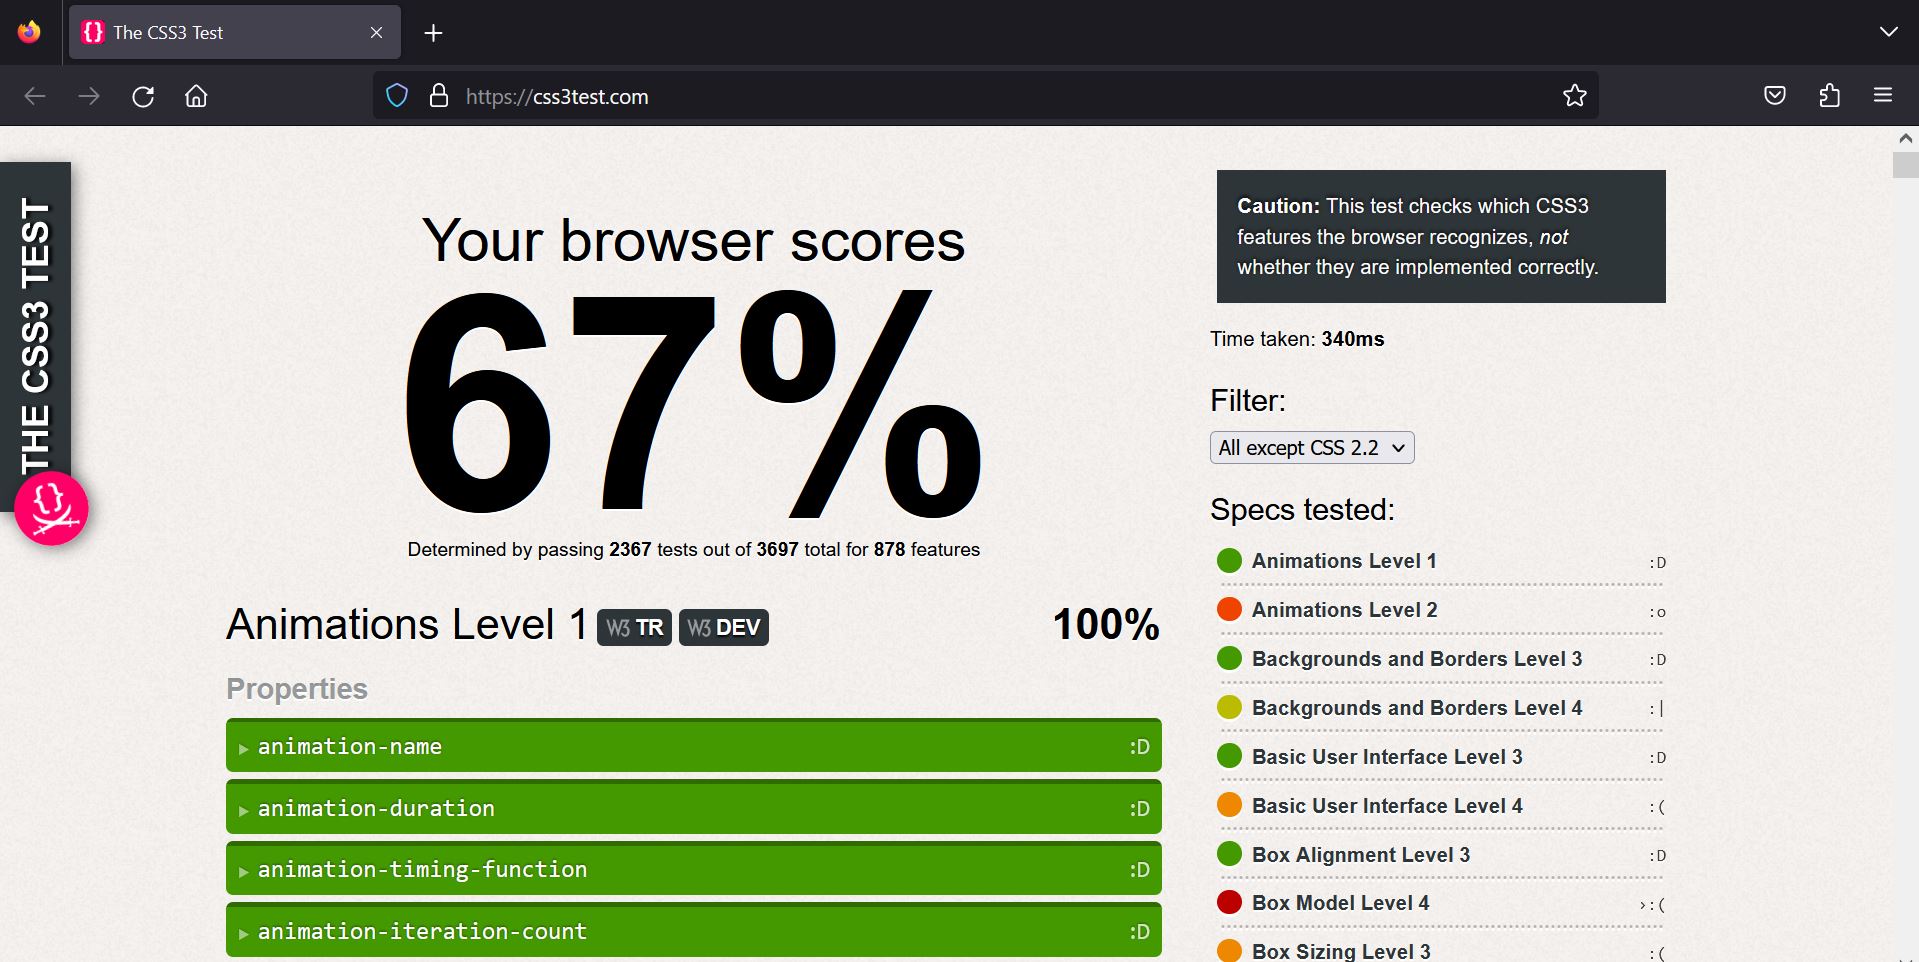 The CSS3 Test
https://css3test.com
THE CSS3 TEST
Your browser scores
67%
Determined by passing 2367 tests out of 3697 total for 878 features
Animations Level 1 W3 TR W3 DEV 100%
Properties
animation-name :D
animation-duration :D
animation-timing-function :D
animation-iteration-count :D
Caution: This test checks which CSS3
features the browser recognizes, not
whether they are implemented correctly.
Time taken: 340ms
Filter:
All except CSS 2.2
Specs tested:
Animations Level 1 :D
Animations Level 2 :o
Backgrounds and Borders Level 3 :D
Backgrounds and Borders Level 4 :|
Basic User Interface Level 3 :D
Basic User Interface Level 4 :(
Box Alignment Level 3 :D
Box Model Level 4 ›:(
Box Sizing Level 3 :(